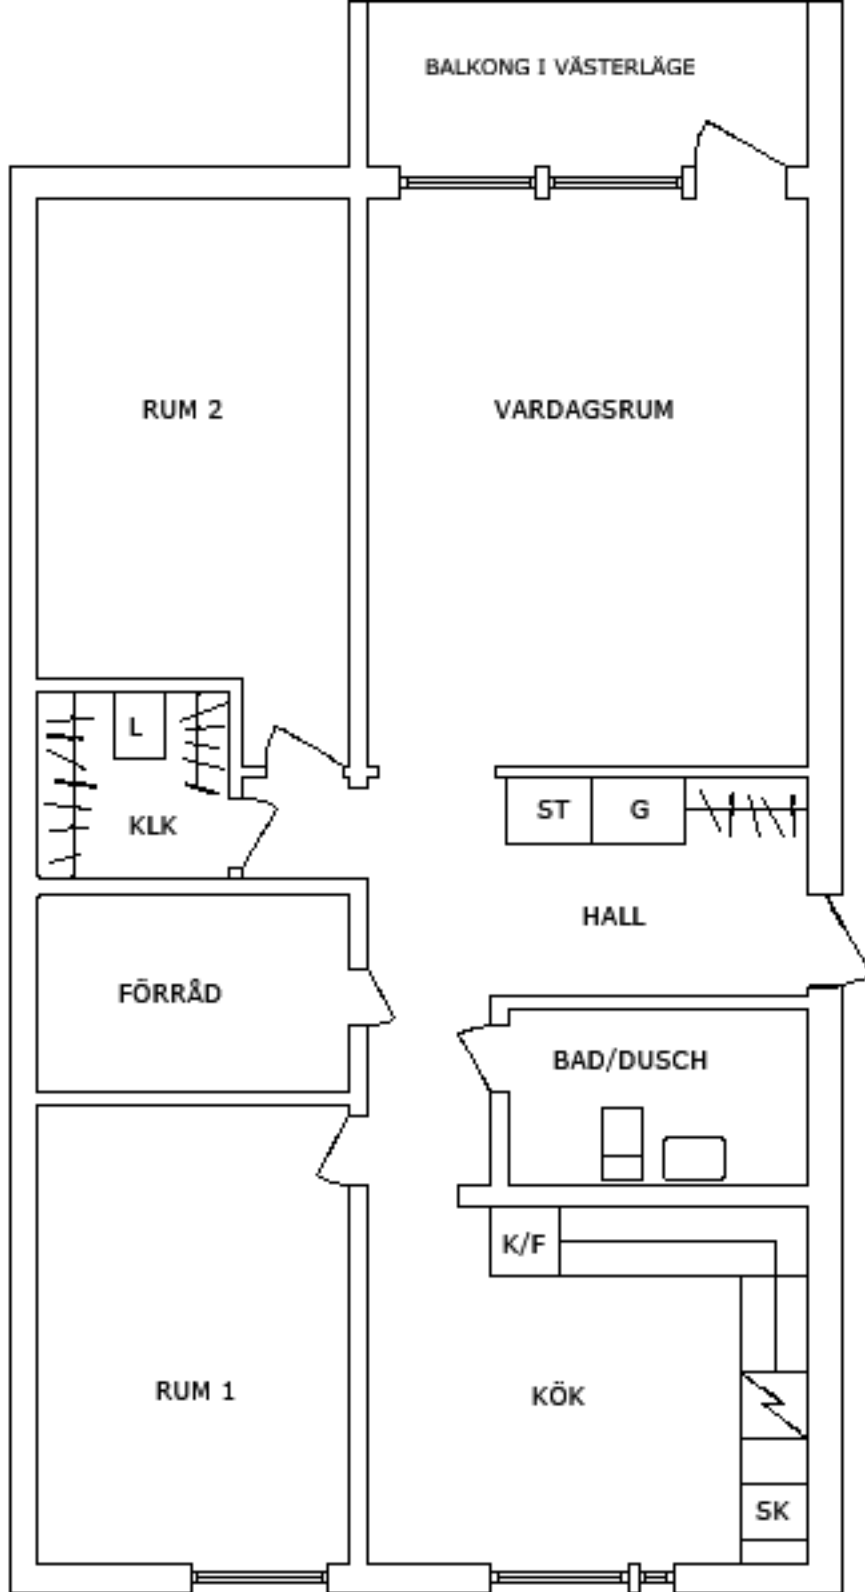 BALKONG I VÄSTERLÄGE
RUM 2
VARDAGSRUM
L
KLK
ST
G
HALL
FÖRRÅD
BAD/DUSCH
K/F
RUM 1
KÖK
SK